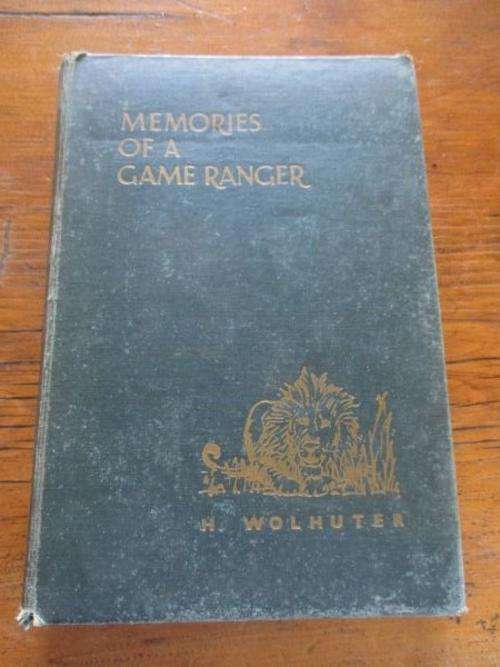 MEMORIES
OF A
GAME RANGER
H. WOLHUTER